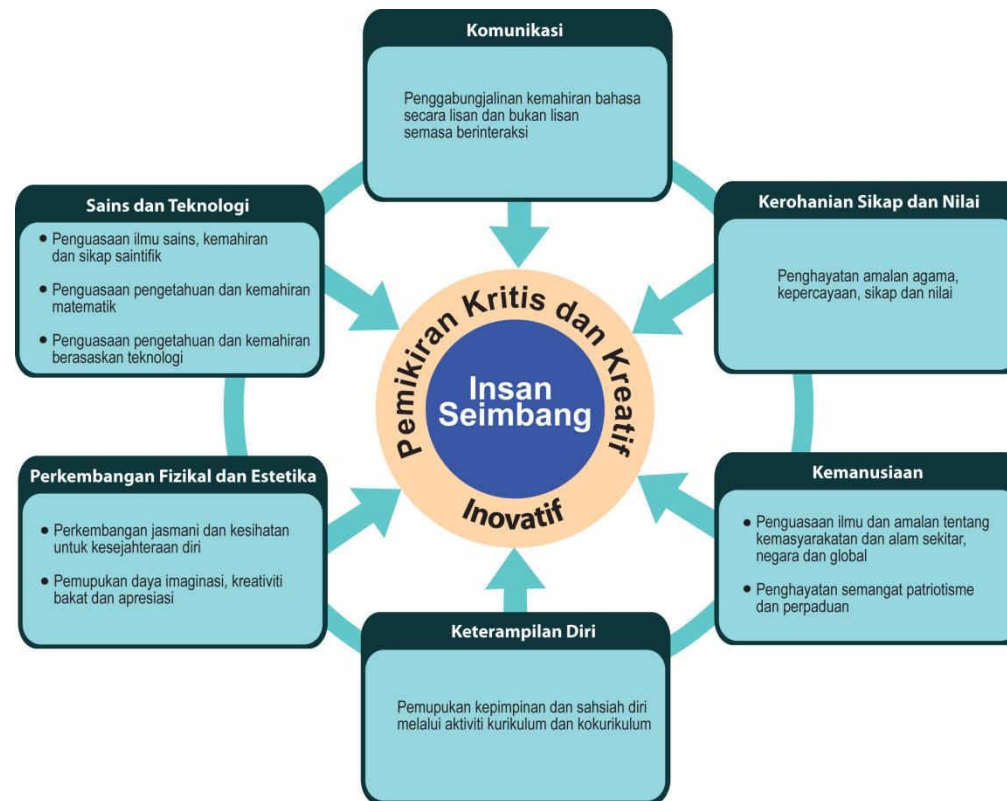 Komunikasi
Penggabungjalinan kemahiran bahasa
secara lisan dan bukan lisan
semasa berinteraksi
Sains dan Teknologi
• Penguasaan ilmu sains, kemahiran
dan sikap saintifik
• Penguasaan pengetahuan dan kemahiran
matematik
• Penguasaan pengetahuan dan kemahiran
berasaskan teknologi
Kerohanian Sikap dan Nilai
Penghayatan amalan agama,
kepercayaan, sikap dan nilai
Pemikiran Kritis dan Kreatif
Insan
Seimbang
Inovatif
Perkembangan Fizikal dan Estetika
• Perkembangan jasmani dan kesihatan
untuk kesejahteraan diri
• Pemupukan daya imaginasi, kreativiti
bakat dan apresiasi
Kemanusiaan
• Penguasaan ilmu dan amalan tentang
kemasyarakatan dan alam sekitar,
negara dan global
• Penghayatan semangat patriotisme
dan perpaduan
Keterampilan Diri
Pemupukan kepimpinan dan sahsiah diri
melalui aktiviti kurikulum dan kokurikulum